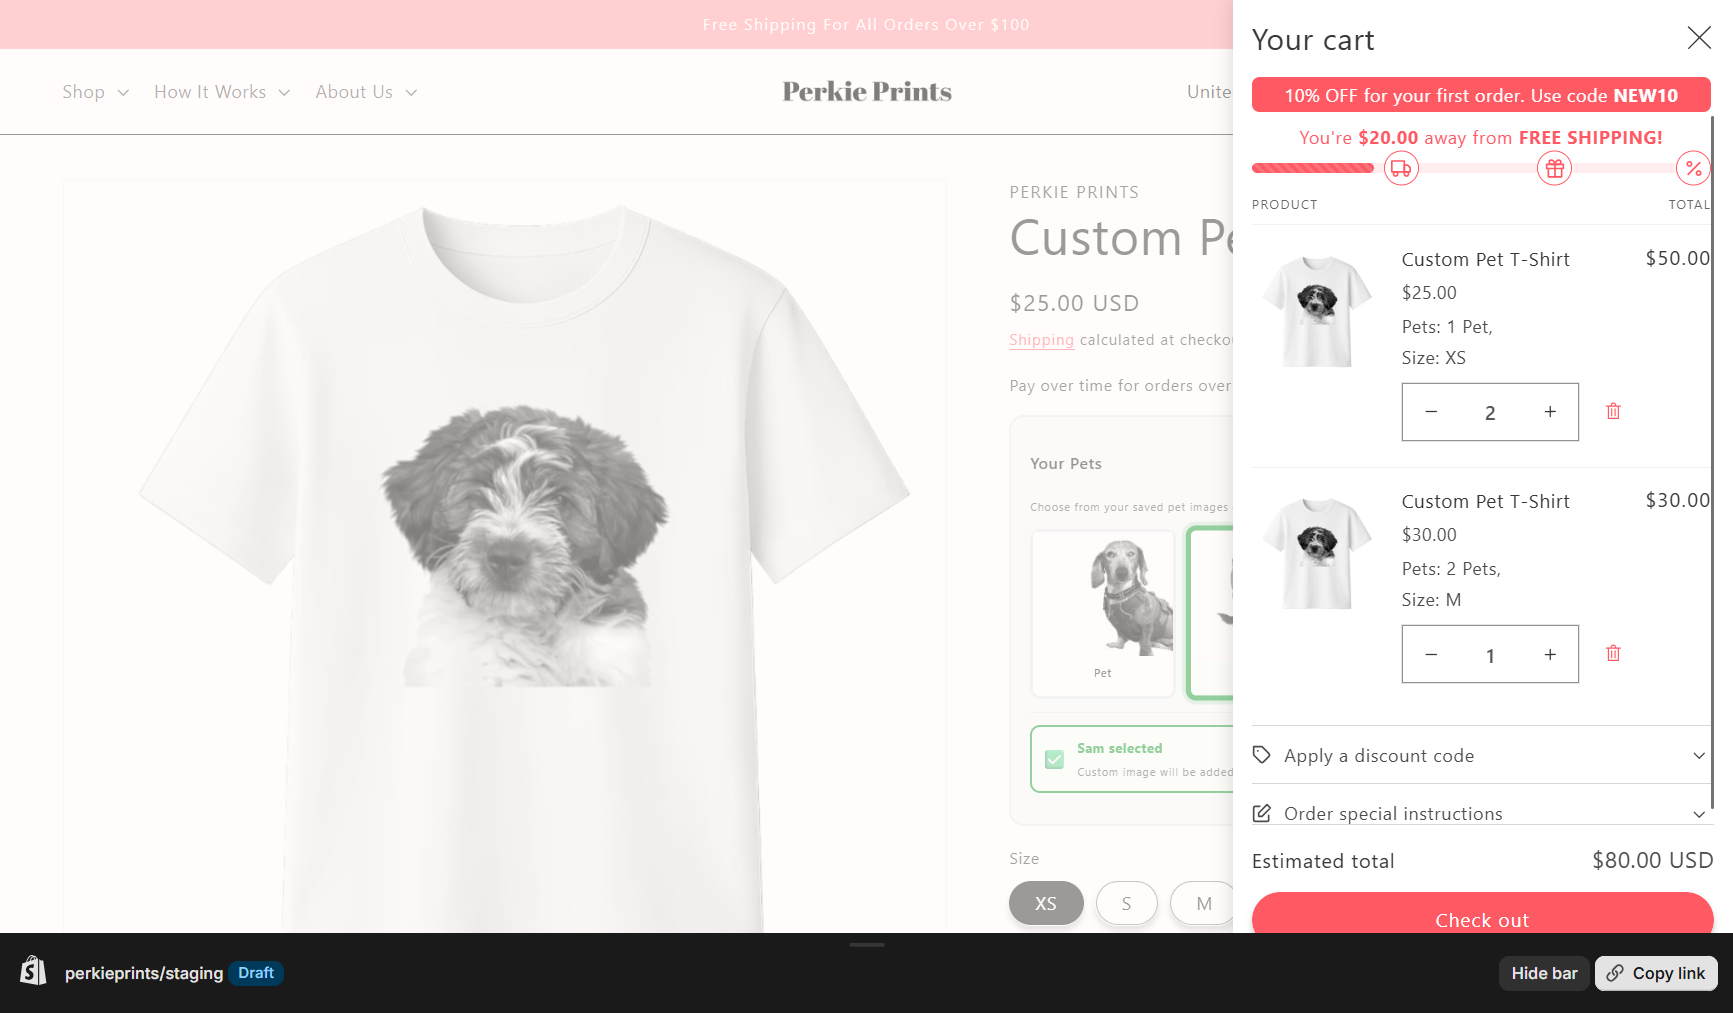 Free Shipping For All Orders Over $100
Shop
How It Works
About Us
Perkie Prints
PERKIE PRINTS
$25.00 USD
Shipping calculated at
Pay over time for orders over
Your Pets
Choose from your saved pet images
Pet
Sam selected
Custom image will be added
Size
XS
S
M
Your cart
10% OFF for your first order. Use code NEW10
You're $20.00 away from FREE SHIPPING!
PRODUCT
TOTAL
Custom Pet T-Shirt
$50.00
$25.00
Pets: 1 Pet,
Size: XS
− 2 +
Custom Pet T-Shirt
$30.00
$30.00
Pets: 2 Pets,
Size: M
− 1 +
Apply a discount code
Order special instructions
Estimated total
$80.00 USD
Check out
perkieprints/staging
Draft
Hide bar
Copy link